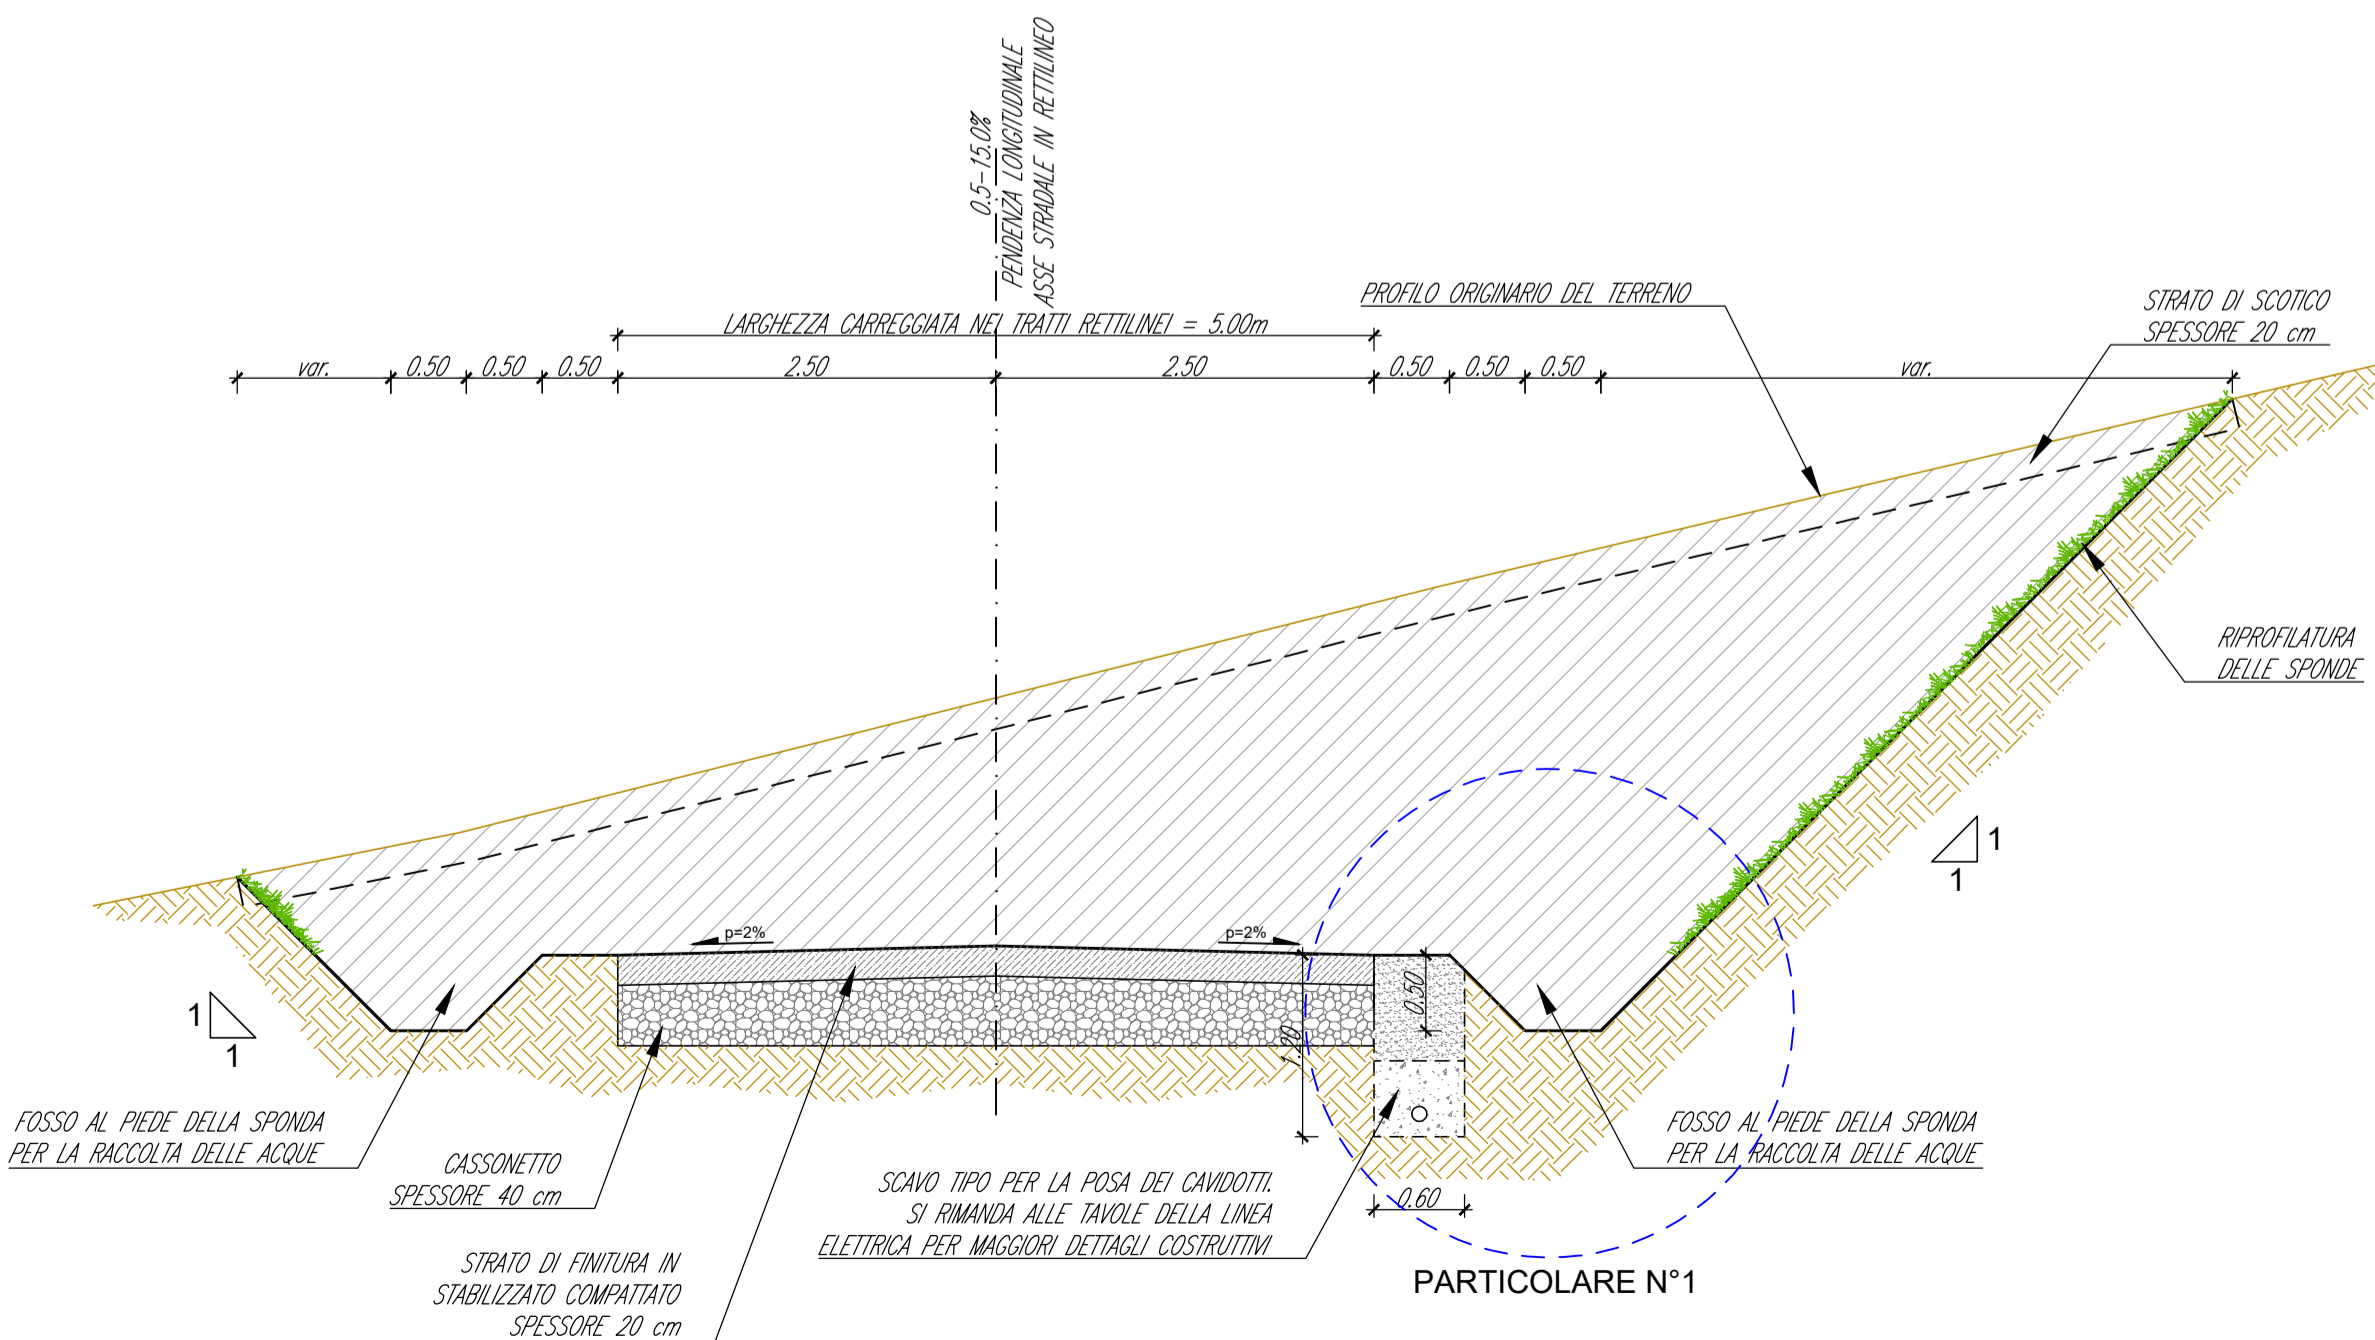 0.5-15.0%
PENDENZA LONGITUDINALE
ASSE STRADALE IN RETTILINEO
LARGHEZZA CARREGGIATA NEI TRATTI RETTILINEI = 5.00m
PROFILO ORIGINARIO DEL TERRENO
STRATO DI SCOTICO
SPESSORE 20 cm
var. 0.50 0.50 0.50 2.50 2.50 0.50 0.50 0.50 var.
RIPROFILATURA
DELLE SPONDE
1
1
p=2% p=2%
0.50
1.20
1
1
FOSSO AL PIEDE DELLA SPONDA
PER LA RACCOLTA DELLE ACQUE
CASSONETTO
SPESSORE 40 cm
STRATO DI FINITURA IN
STABILIZZATO COMPATTATO
SPESSORE 20 cm
SCAVO TIPO PER LA POSA DEI CAVIDOTTI.
SI RIMANDA ALLE TAVOLE DELLA LINEA
ELETTRICA PER MAGGIORI DETTAGLI COSTRUTTIVI
0.60
FOSSO AL PIEDE DELLA SPONDA
PER LA RACCOLTA DELLE ACQUE
PARTICOLARE N°1